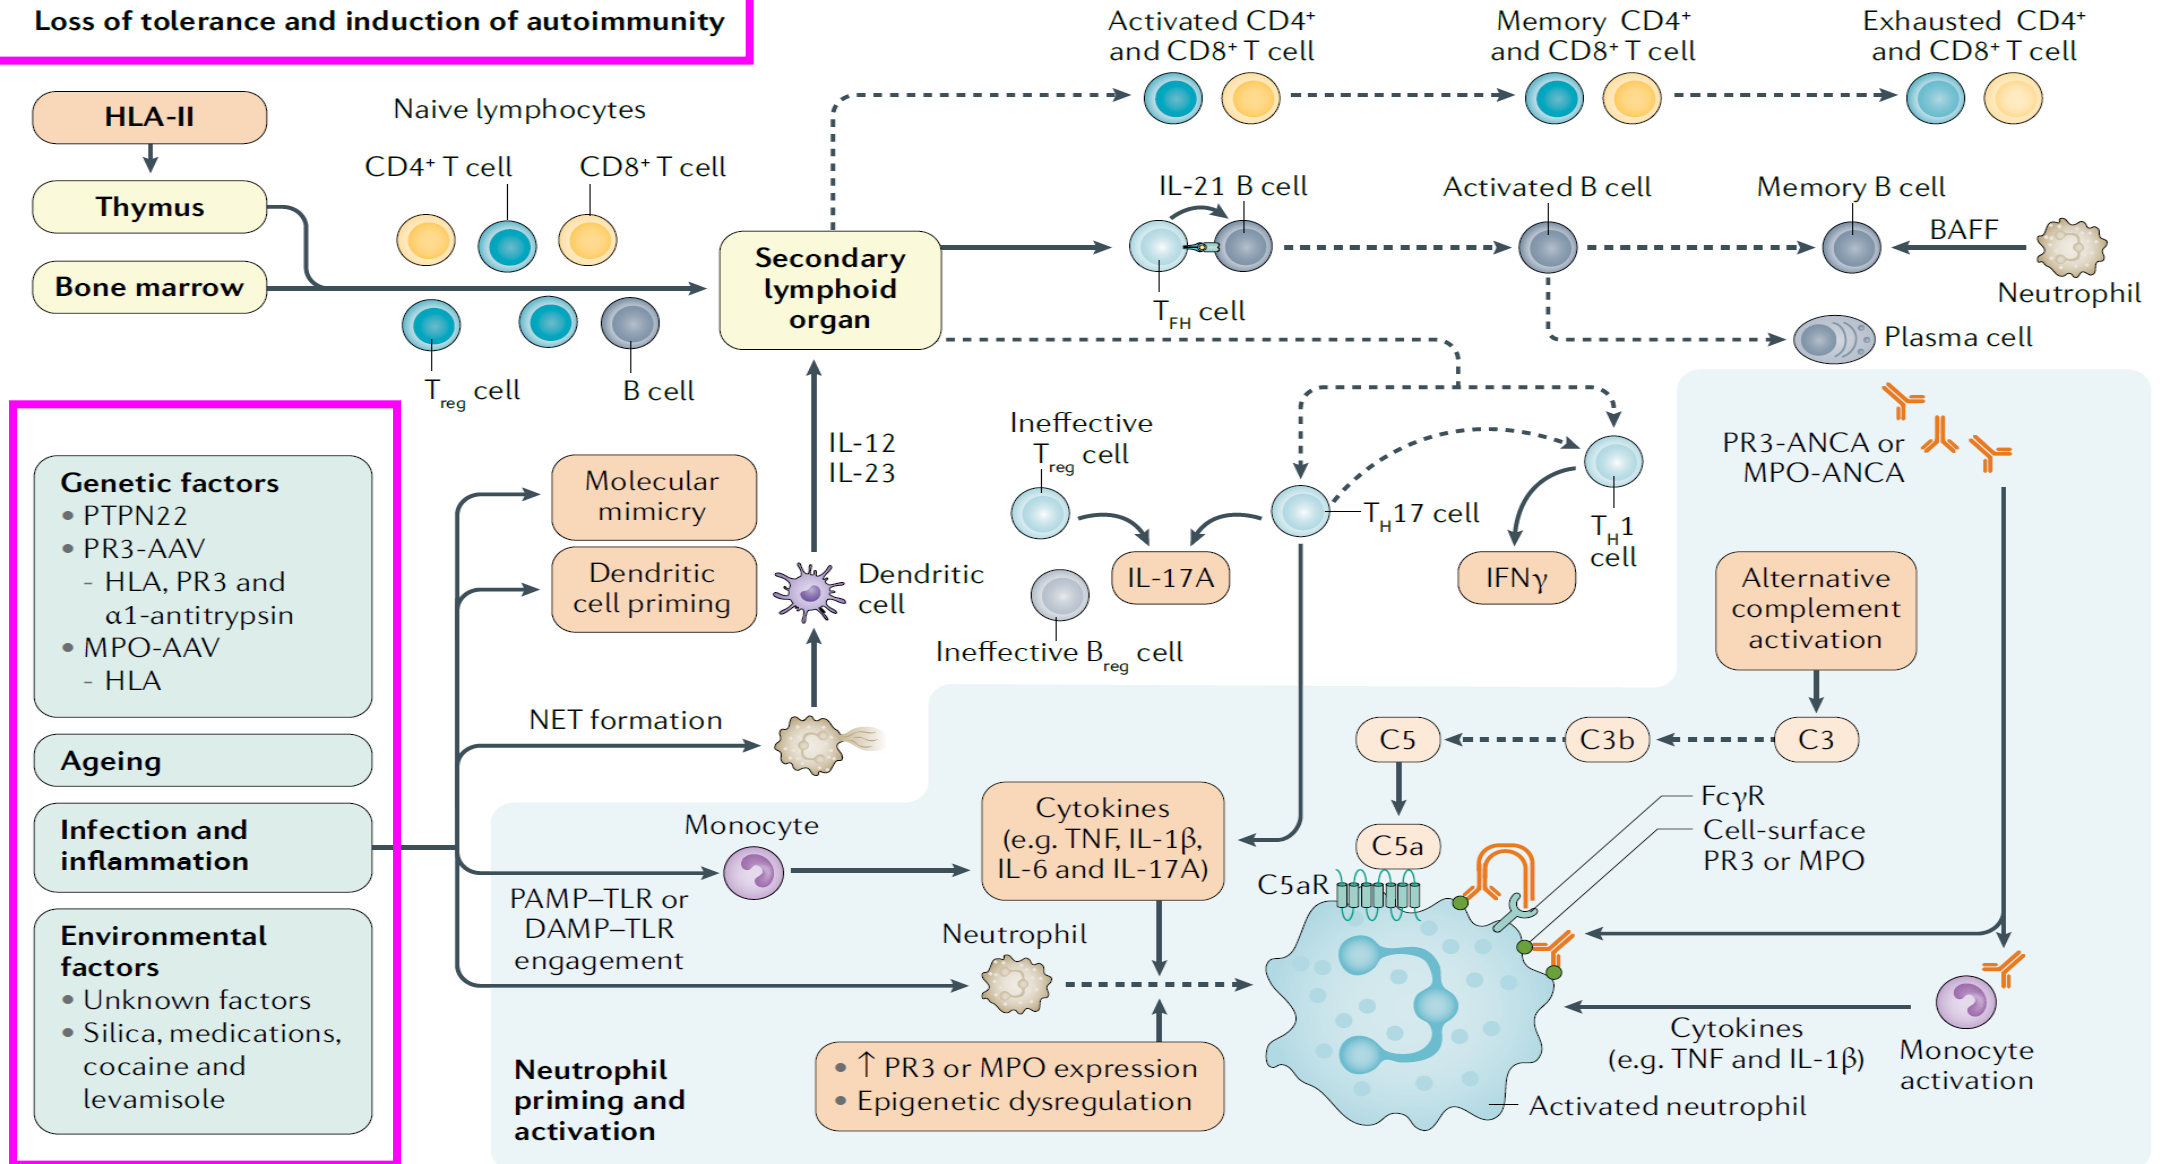 Loss of tolerance and induction of autoimmunity
HLA-II
Thymus
Bone marrow
Naive lymphocytes
CD4⁺ T cell
CD8⁺ T cell
T_reg cell
B cell
Secondary
lymphoid
organ
Activated CD4⁺
and CD8⁺ T cell
Memory CD4⁺
and CD8⁺ T cell
Exhausted CD4⁺
and CD8⁺ T cell
IL-21 B cell
T_FH cell
Activated B cell
Memory B cell
BAFF
Neutrophil
Plasma cell
Genetic factors
• PTPN22
• PR3-AAV
- HLA, PR3 and
α1-antitrypsin
• MPO-AAV
- HLA
Ageing
Infection and
inflammation
Environmental
factors
• Unknown factors
• Silica, medications,
cocaine and
levamisole
Molecular
mimicry
Dendritic
cell priming
IL-12
IL-23
Dendritic
cell
NET formation
Ineffective
T_reg cell
IL-17A
Ineffective B_reg cell
T_H17 cell
T_H1
cell
IFNγ
PR3-ANCA or
MPO-ANCA
Alternative
complement
activation
C3
C3b
C5
C5a
C5aR
FcγR
Cell-surface
PR3 or MPO
Monocyte
PAMP–TLR or
DAMP–TLR
engagement
Cytokines
(e.g. TNF, IL-1β,
IL-6 and IL-17A)
Neutrophil
Neutrophil
priming and
activation
• ↑ PR3 or MPO expression
• Epigenetic dysregulation
Activated neutrophil
Cytokines
(e.g. TNF and IL-1β)
Monocyte
activation